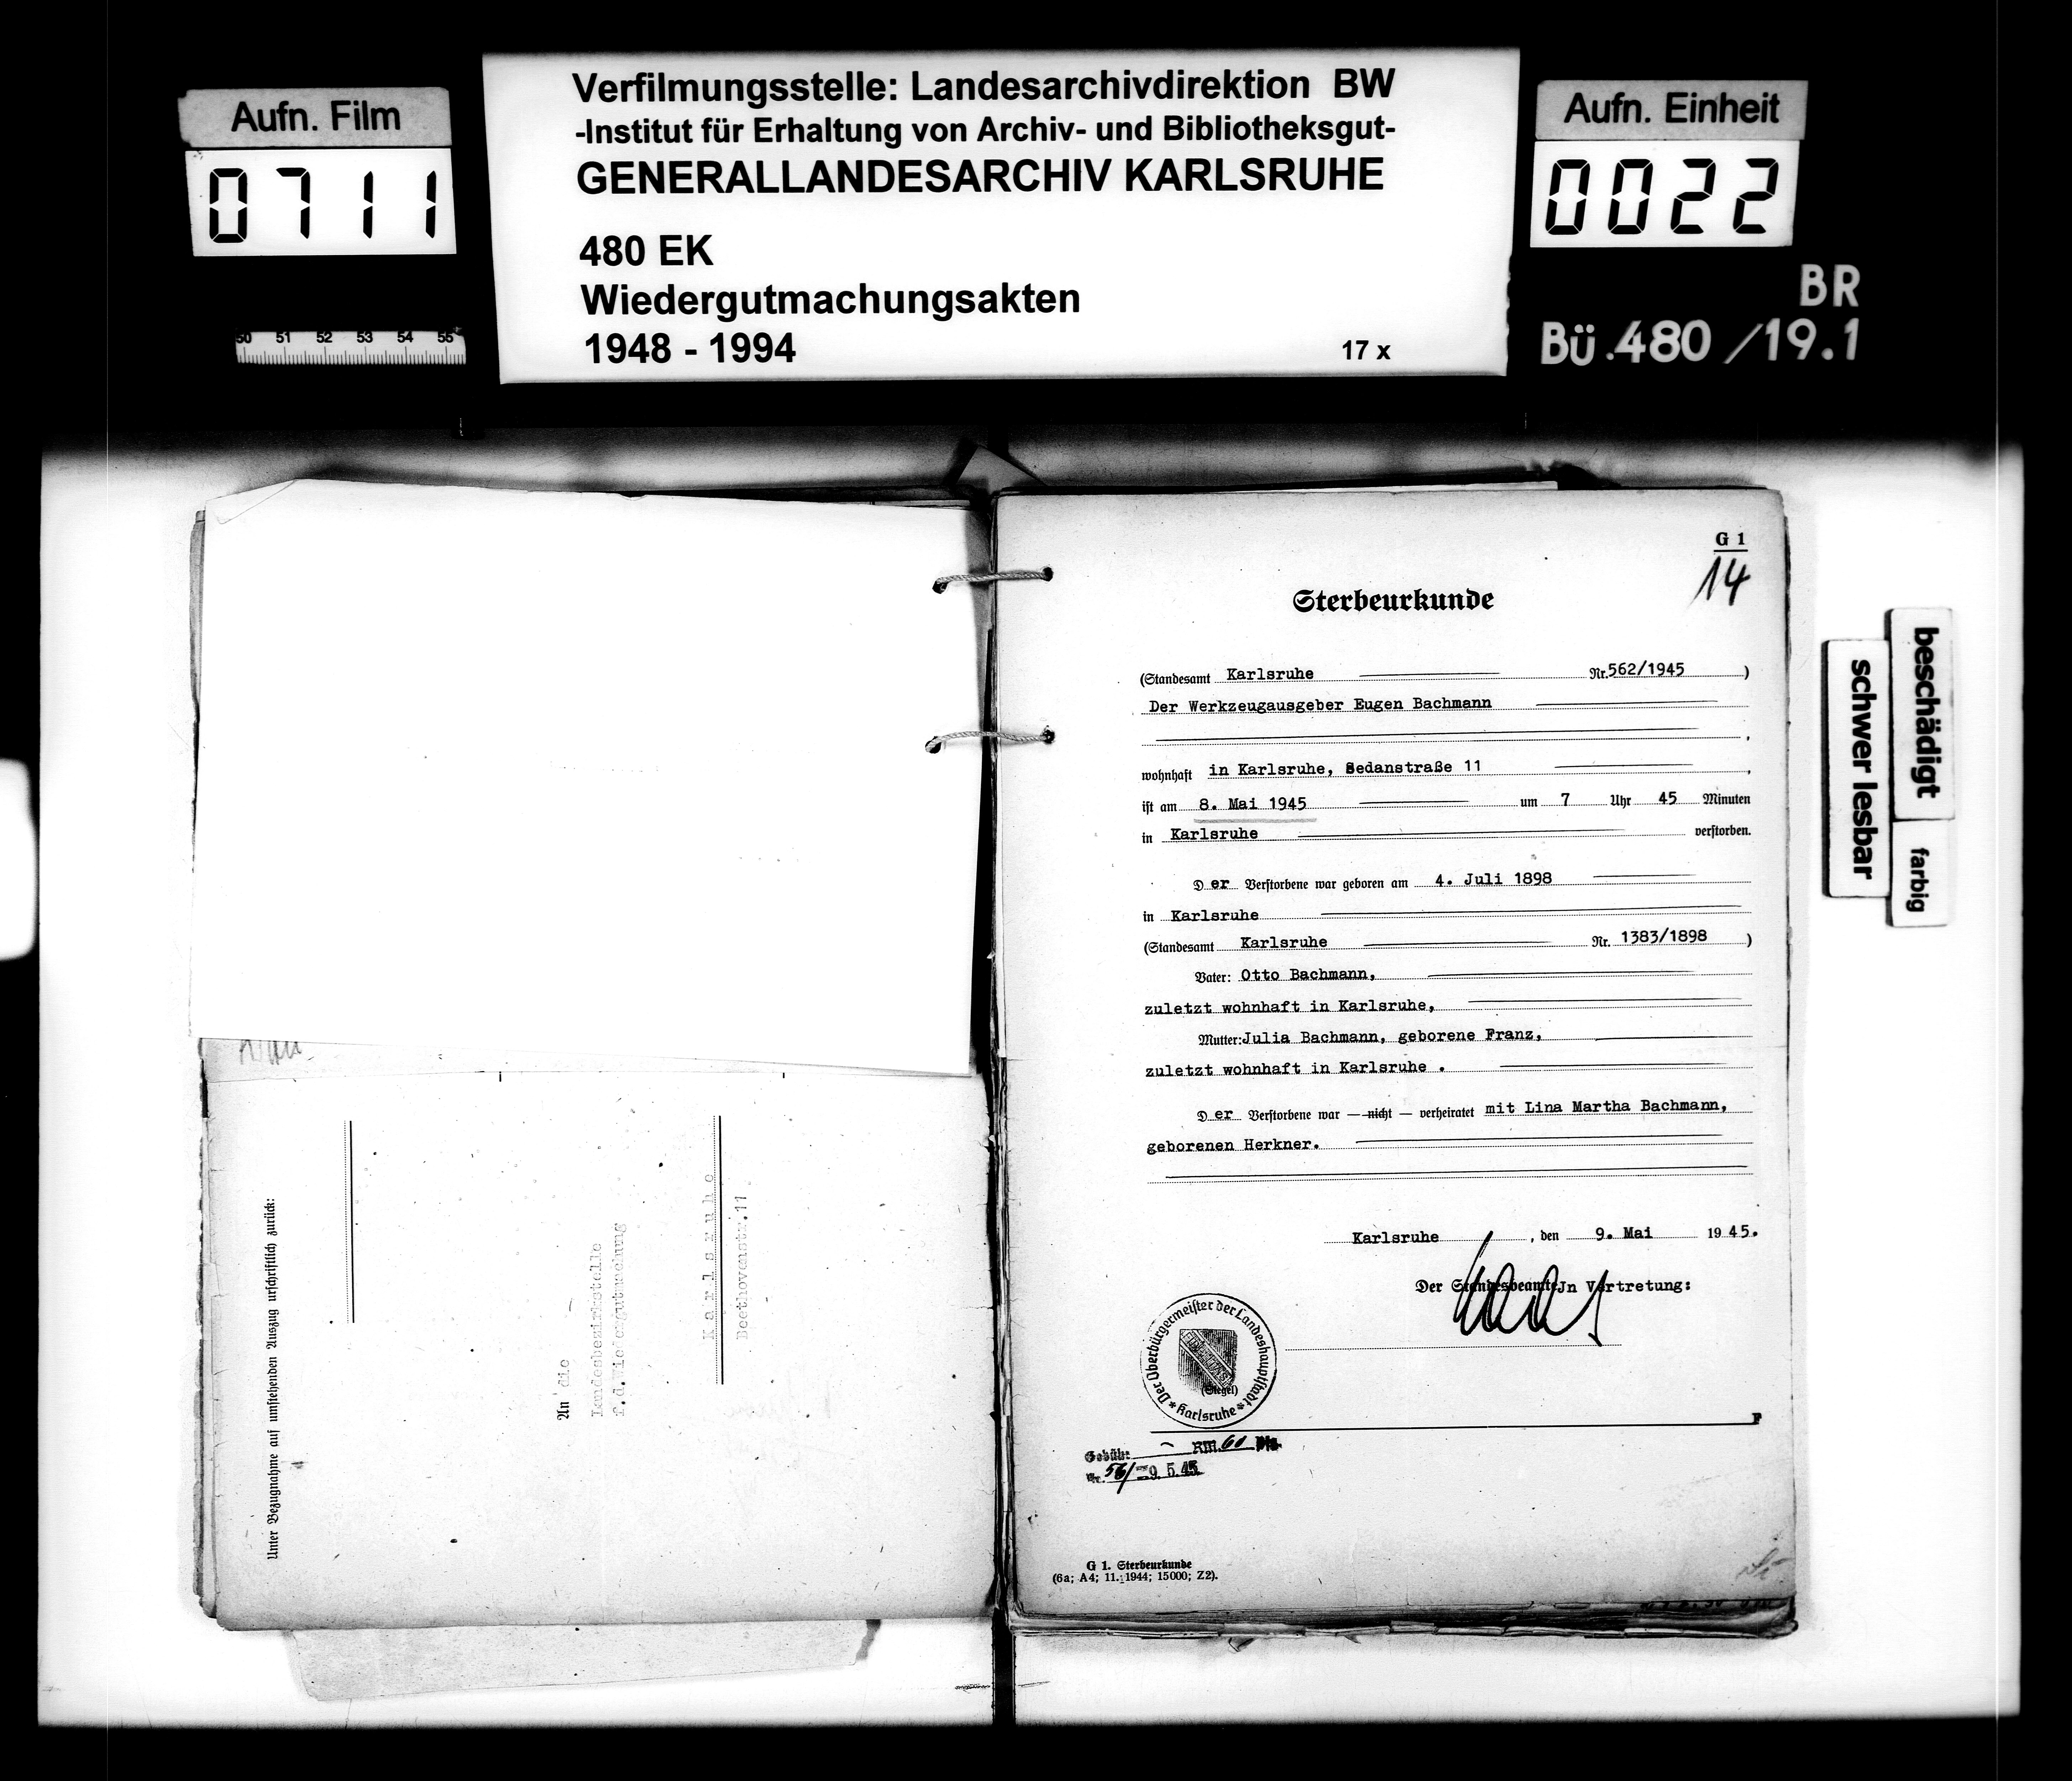 Aufn. Film
0711
Verfilmungsstelle: Landesarchivdirektion BW
-Institut für Erhaltung von Archiv- und Bibliotheksgut-
GENERALLANDESARCHIV KARLSRUHE
480 EK
Wiedergutmachungsakten
1948 - 1994
17 x
Aufn. Einheit
0022
BR
Bü.480/19.1
50 51 52 53 54 55
beschädigt
schwer lesbar
farbig
Unter Bezugnahme auf umstehenden Auszug urschriftlich zurück:
An die
Landesbezirkstelle
f.d.Wiedergutmachung
Karlsruhe
Beethovenstr.11
G 1
14
Sterbeurkunde
(Standesamt Karlsruhe Nr.562/1945 )
Der Werkzeugausgeber Eugen Bachmann
,
wohnhaft in Karlsruhe, Sedanstraße 11 ,
ist am 8. Mai 1945 um 7 Uhr 45 Minuten
in Karlsruhe verstorben.
Der Verstorbene war geboren am 4. Juli 1898
in Karlsruhe
(Standesamt Karlsruhe Nr. 1383/1898 )
Vater: Otto Bachmann,
zuletzt wohnhaft in Karlsruhe,
Mutter:Julia Bachmann, geborene Franz,
zuletzt wohnhaft in Karlsruhe .
Der Verstorbene war — nicht — verheiratet mit Lina Martha Bachmann,
geborenen Herkner.
Karlsruhe , den 9. Mai 1945.
Der Standesbeamte Jn Vertretung:
Der Oberbürgermeister der Landeshauptstadt
* Karlsruhe *
(Siegel)
F
Gebühr: – RM.60 Pfg.
Nr. 56/ 9. 5. 45
G 1. Sterbeurkunde
(6a; A4; 11. 1944; 15000; Z2).